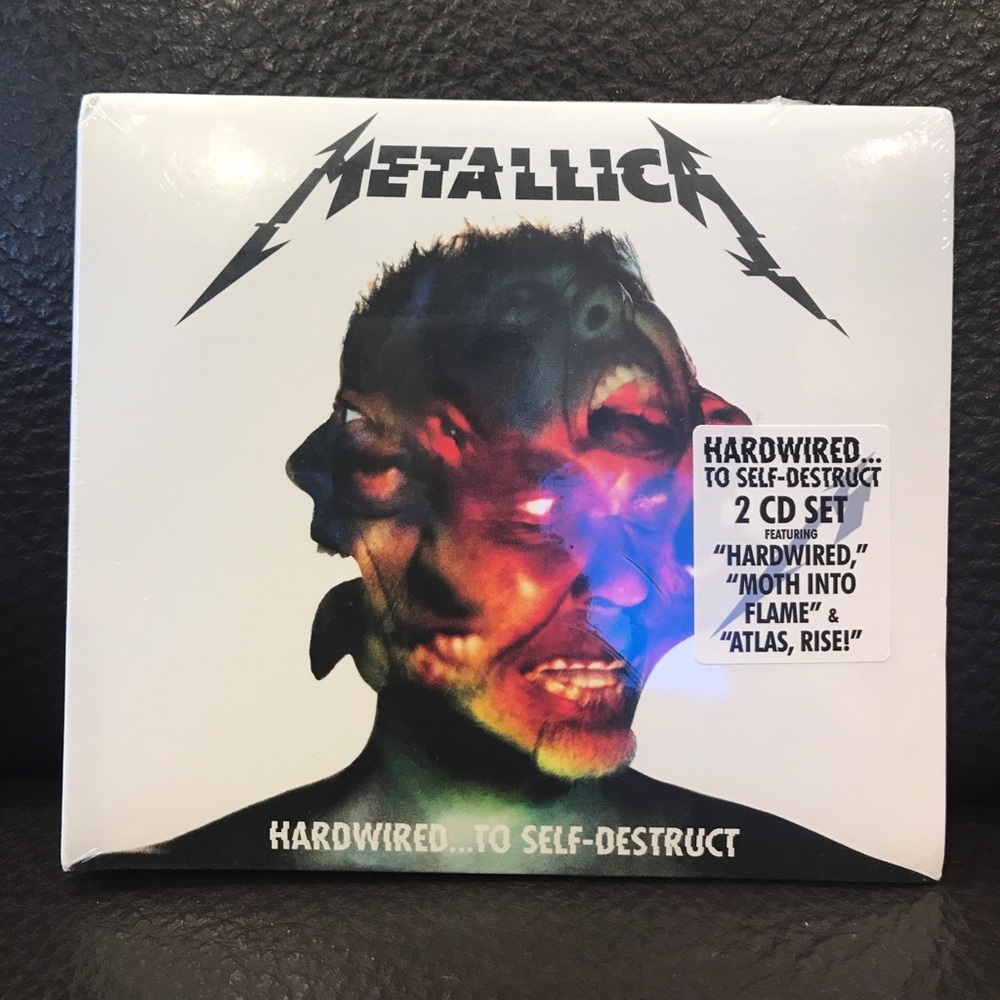 METALLICA
HARDWIRED...
TO SELF-DESTRUCT
2 CD SET
FEATURING
“HARDWIRED,”
“MOTH INTO
FLAME” &
“ATLAS, RISE!”
HARDWIRED...TO SELF-DESTRUCT